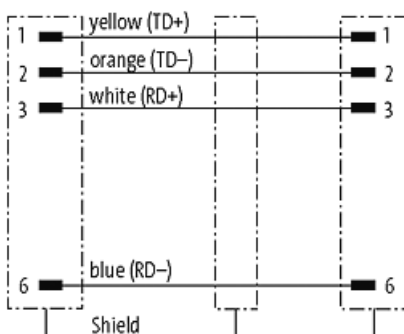 1 yellow (TD+) 1
2 orange (TD–) 2
3 white (RD+) 3
6 blue (RD–) 6
Shield